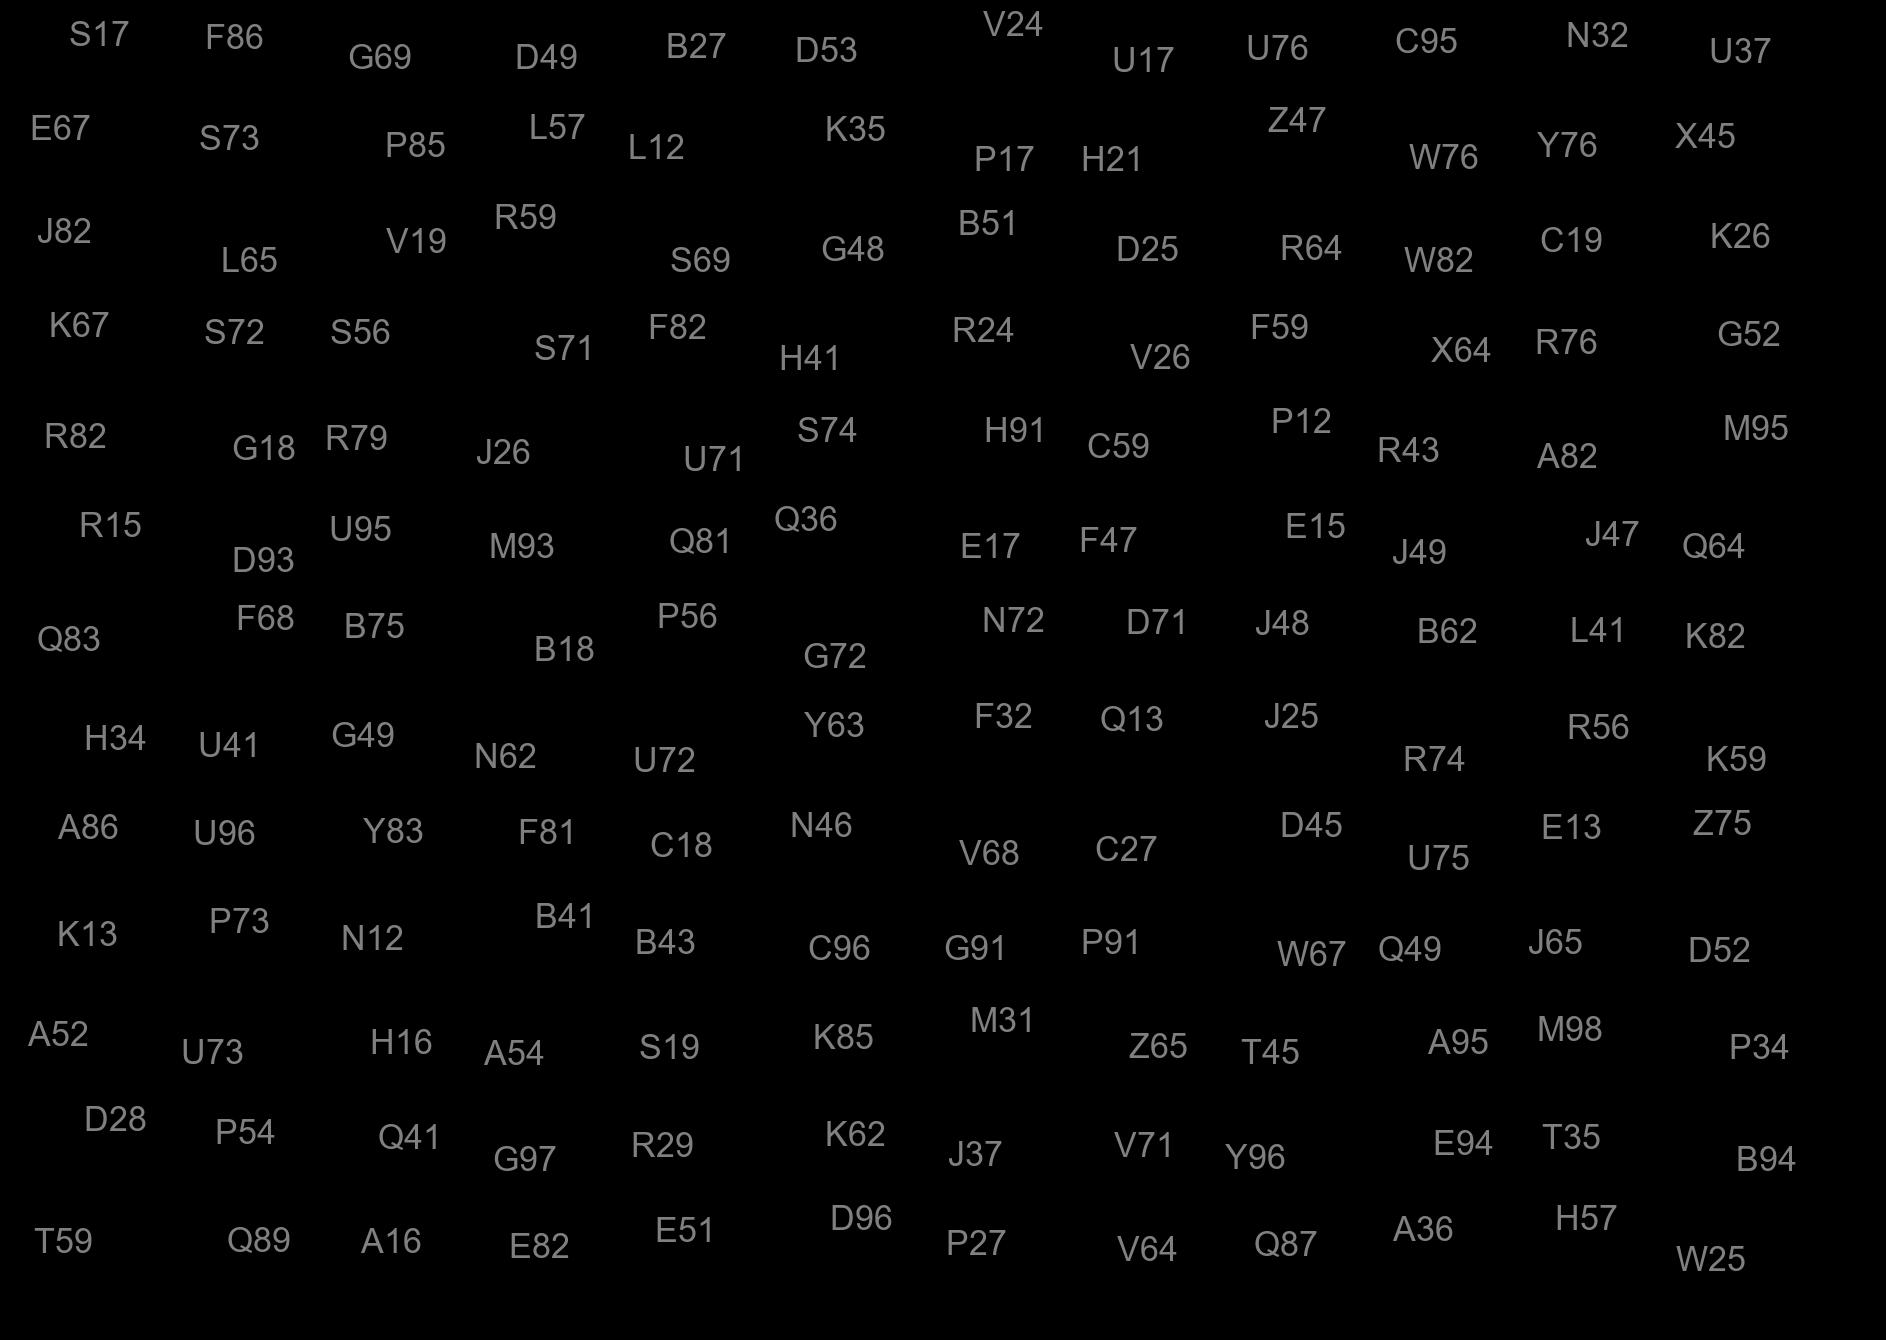 S17 F86 G69 D49 B27 D53 V24 U17 U76 C95 N32 U37
E67 S73 P85 L57 L12 K35 P17 H21 Z47 W76 Y76 X45
J82 L65 V19 R59 S69 G48 B51 D25 R64 W82 C19 K26
K67 S72 S56 S71 F82 H41 R24 V26 F59 X64 R76 G52
R82 G18 R79 J26 U71 S74 H91 C59 P12 R43 A82 M95
R15 D93 U95 M93 Q81 Q36 E17 F47 E15 J49 J47 Q64
Q83 F68 B75 B18 P56 G72 N72 D71 J48 B62 L41 K82
H34 U41 G49 N62 U72 Y63 F32 Q13 J25 R74 R56 K59
A86 U96 Y83 F81 C18 N46 V68 C27 D45 U75 E13 Z75
K13 P73 N12 B41 B43 C96 G91 P91 W67 Q49 J65 D52
A52 U73 H16 A54 S19 K85 M31 Z65 T45 A95 M98 P34
D28 P54 Q41 G97 R29 K62 J37 V71 Y96 E94 T35 B94
T59 Q89 A16 E82 E51 D96 P27 V64 Q87 A36 H57 W25